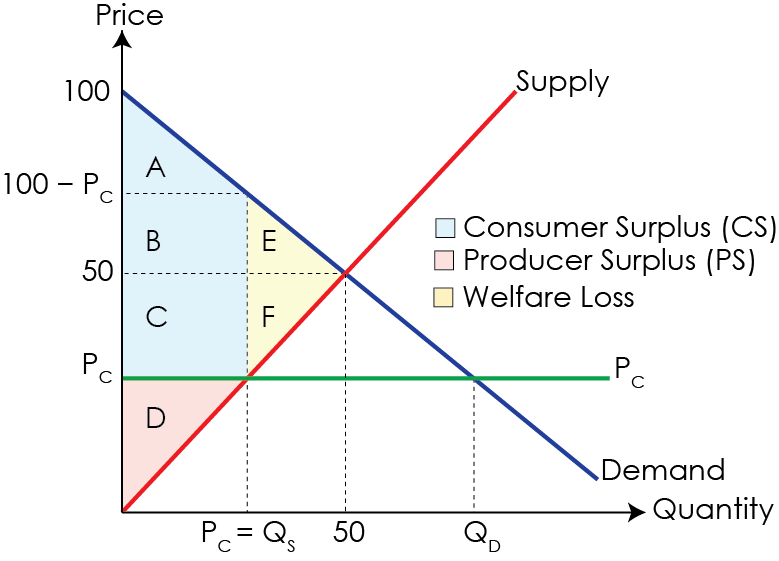 Price
100
Supply
A
100 − P_C
B
E
Consumer Surplus (CS)
Producer Surplus (PS)
50
Welfare Loss
C
F
P_C
P_C
D
Demand
Quantity
P_C = Q_S
50
Q_D